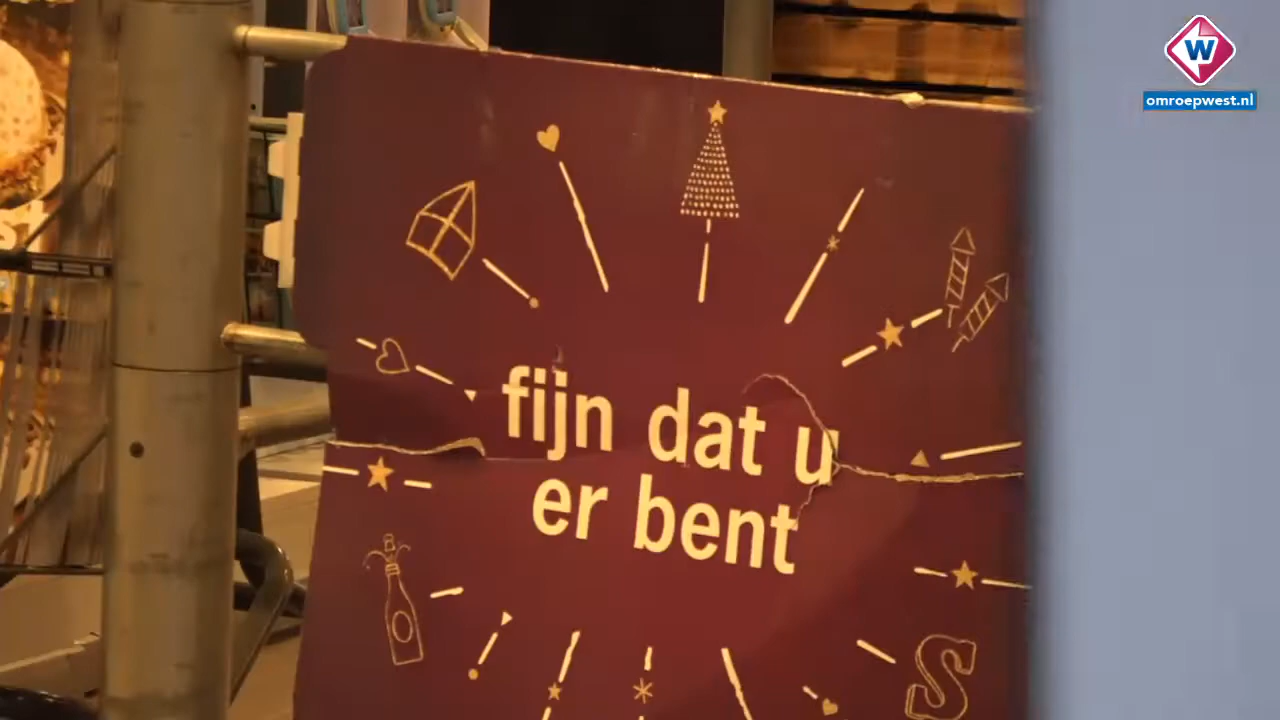 W
omroepwest.nl
fijn dat u
er bent
S